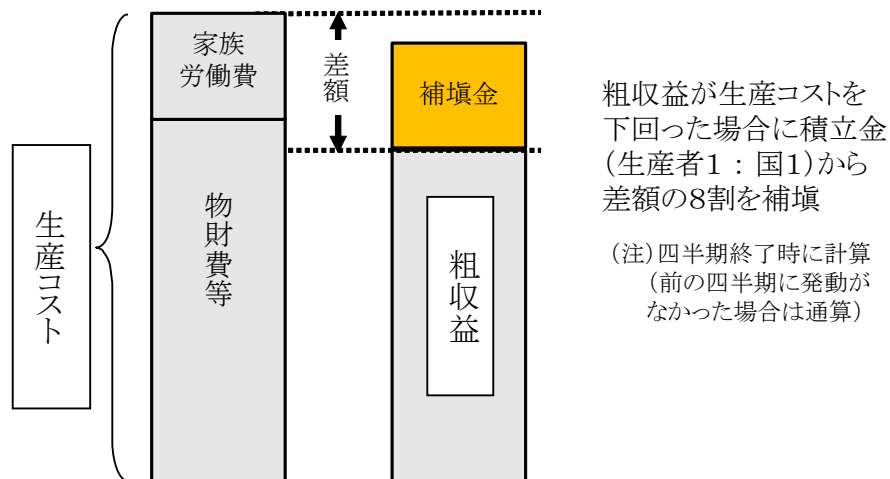 家族
労働費
差額
補塡金
生産コスト
物財費等
粗収益
粗収益が生産コストを
下回った場合に積立金
(生産者1：国1)から
差額の8割を補塡
(注)四半期終了時に計算
(前の四半期に発動が
なかった場合は通算)